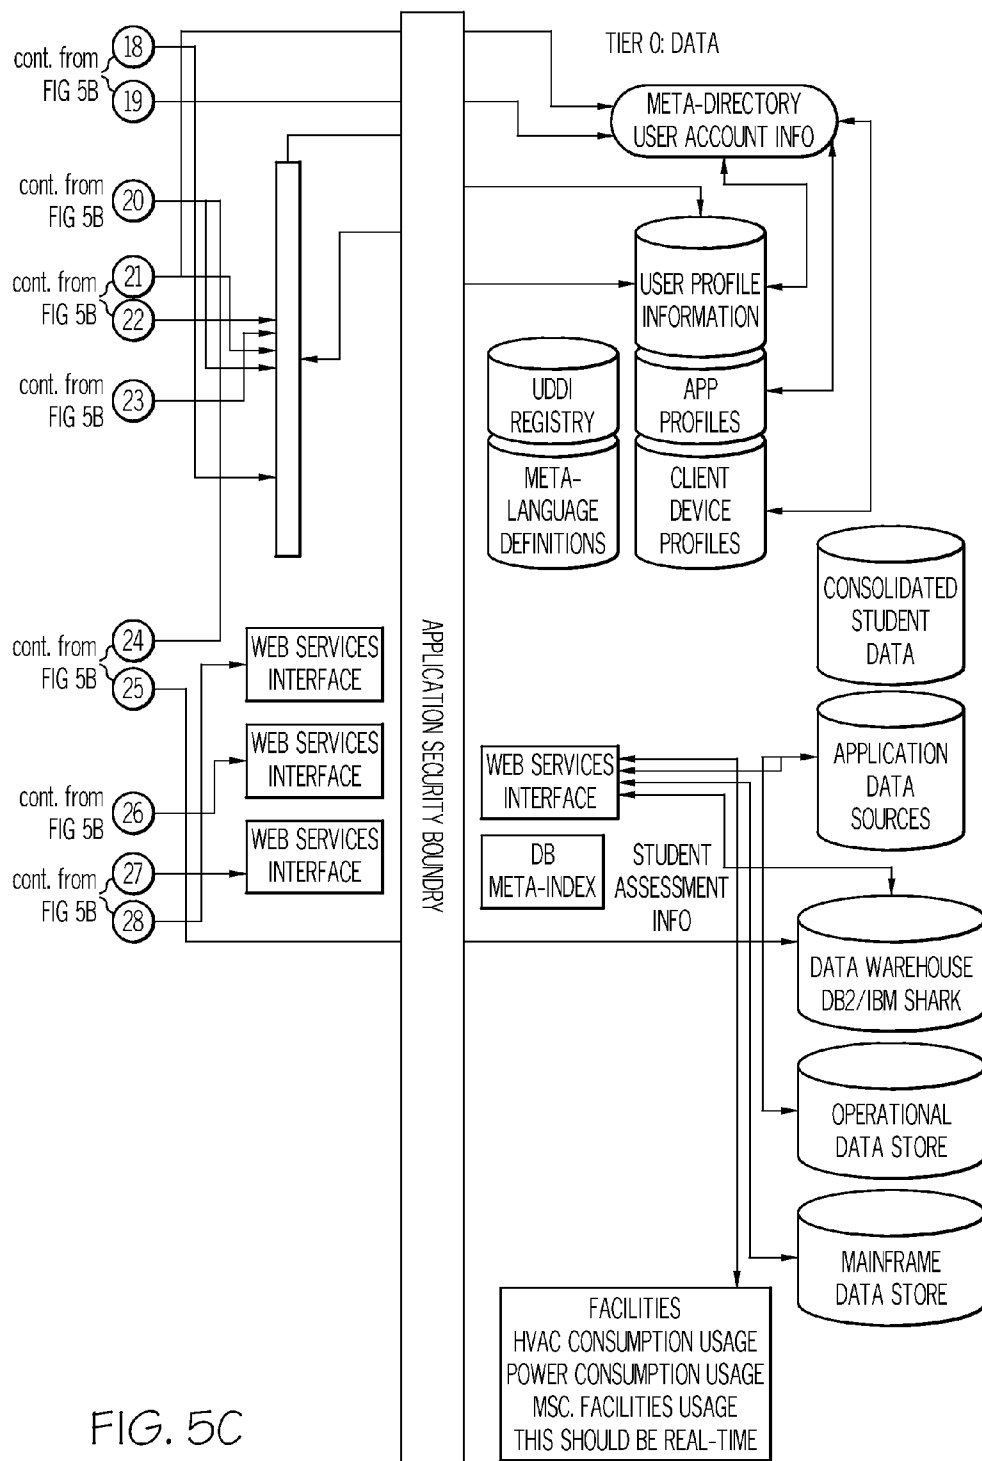 TIER 0: DATA
cont. from
FIG 5B
18
19
META-DIRECTORY
USER ACCOUNT INFO
cont. from
FIG 5B
20
cont. from
FIG 5B
21
22
USER PROFILE
INFORMATION
cont. from
FIG 5B
23
UDDI
REGISTRY
APP
PROFILES
META-
LANGUAGE
DEFINITIONS
CLIENT
DEVICE
PROFILES
CONSOLIDATED
STUDENT
DATA
cont. from
FIG 5B
24
25
WEB SERVICES
INTERFACE
APPLICATION SECURITY BOUNDRY
WEB SERVICES
INTERFACE
WEB SERVICES
INTERFACE
APPLICATION
DATA
SOURCES
cont. from
FIG 5B
26
cont. from
FIG 5B
27
28
WEB SERVICES
INTERFACE
DB
META-INDEX
STUDENT
ASSESSMENT
INFO
DATA WAREHOUSE
DB2/IBM SHARK
OPERATIONAL
DATA STORE
MAINFRAME
DATA STORE
FACILITIES
HVAC CONSUMPTION USAGE
POWER CONSUMPTION USAGE
MSC. FACILITIES USAGE
THIS SHOULD BE REAL-TIME
FIG. 5C